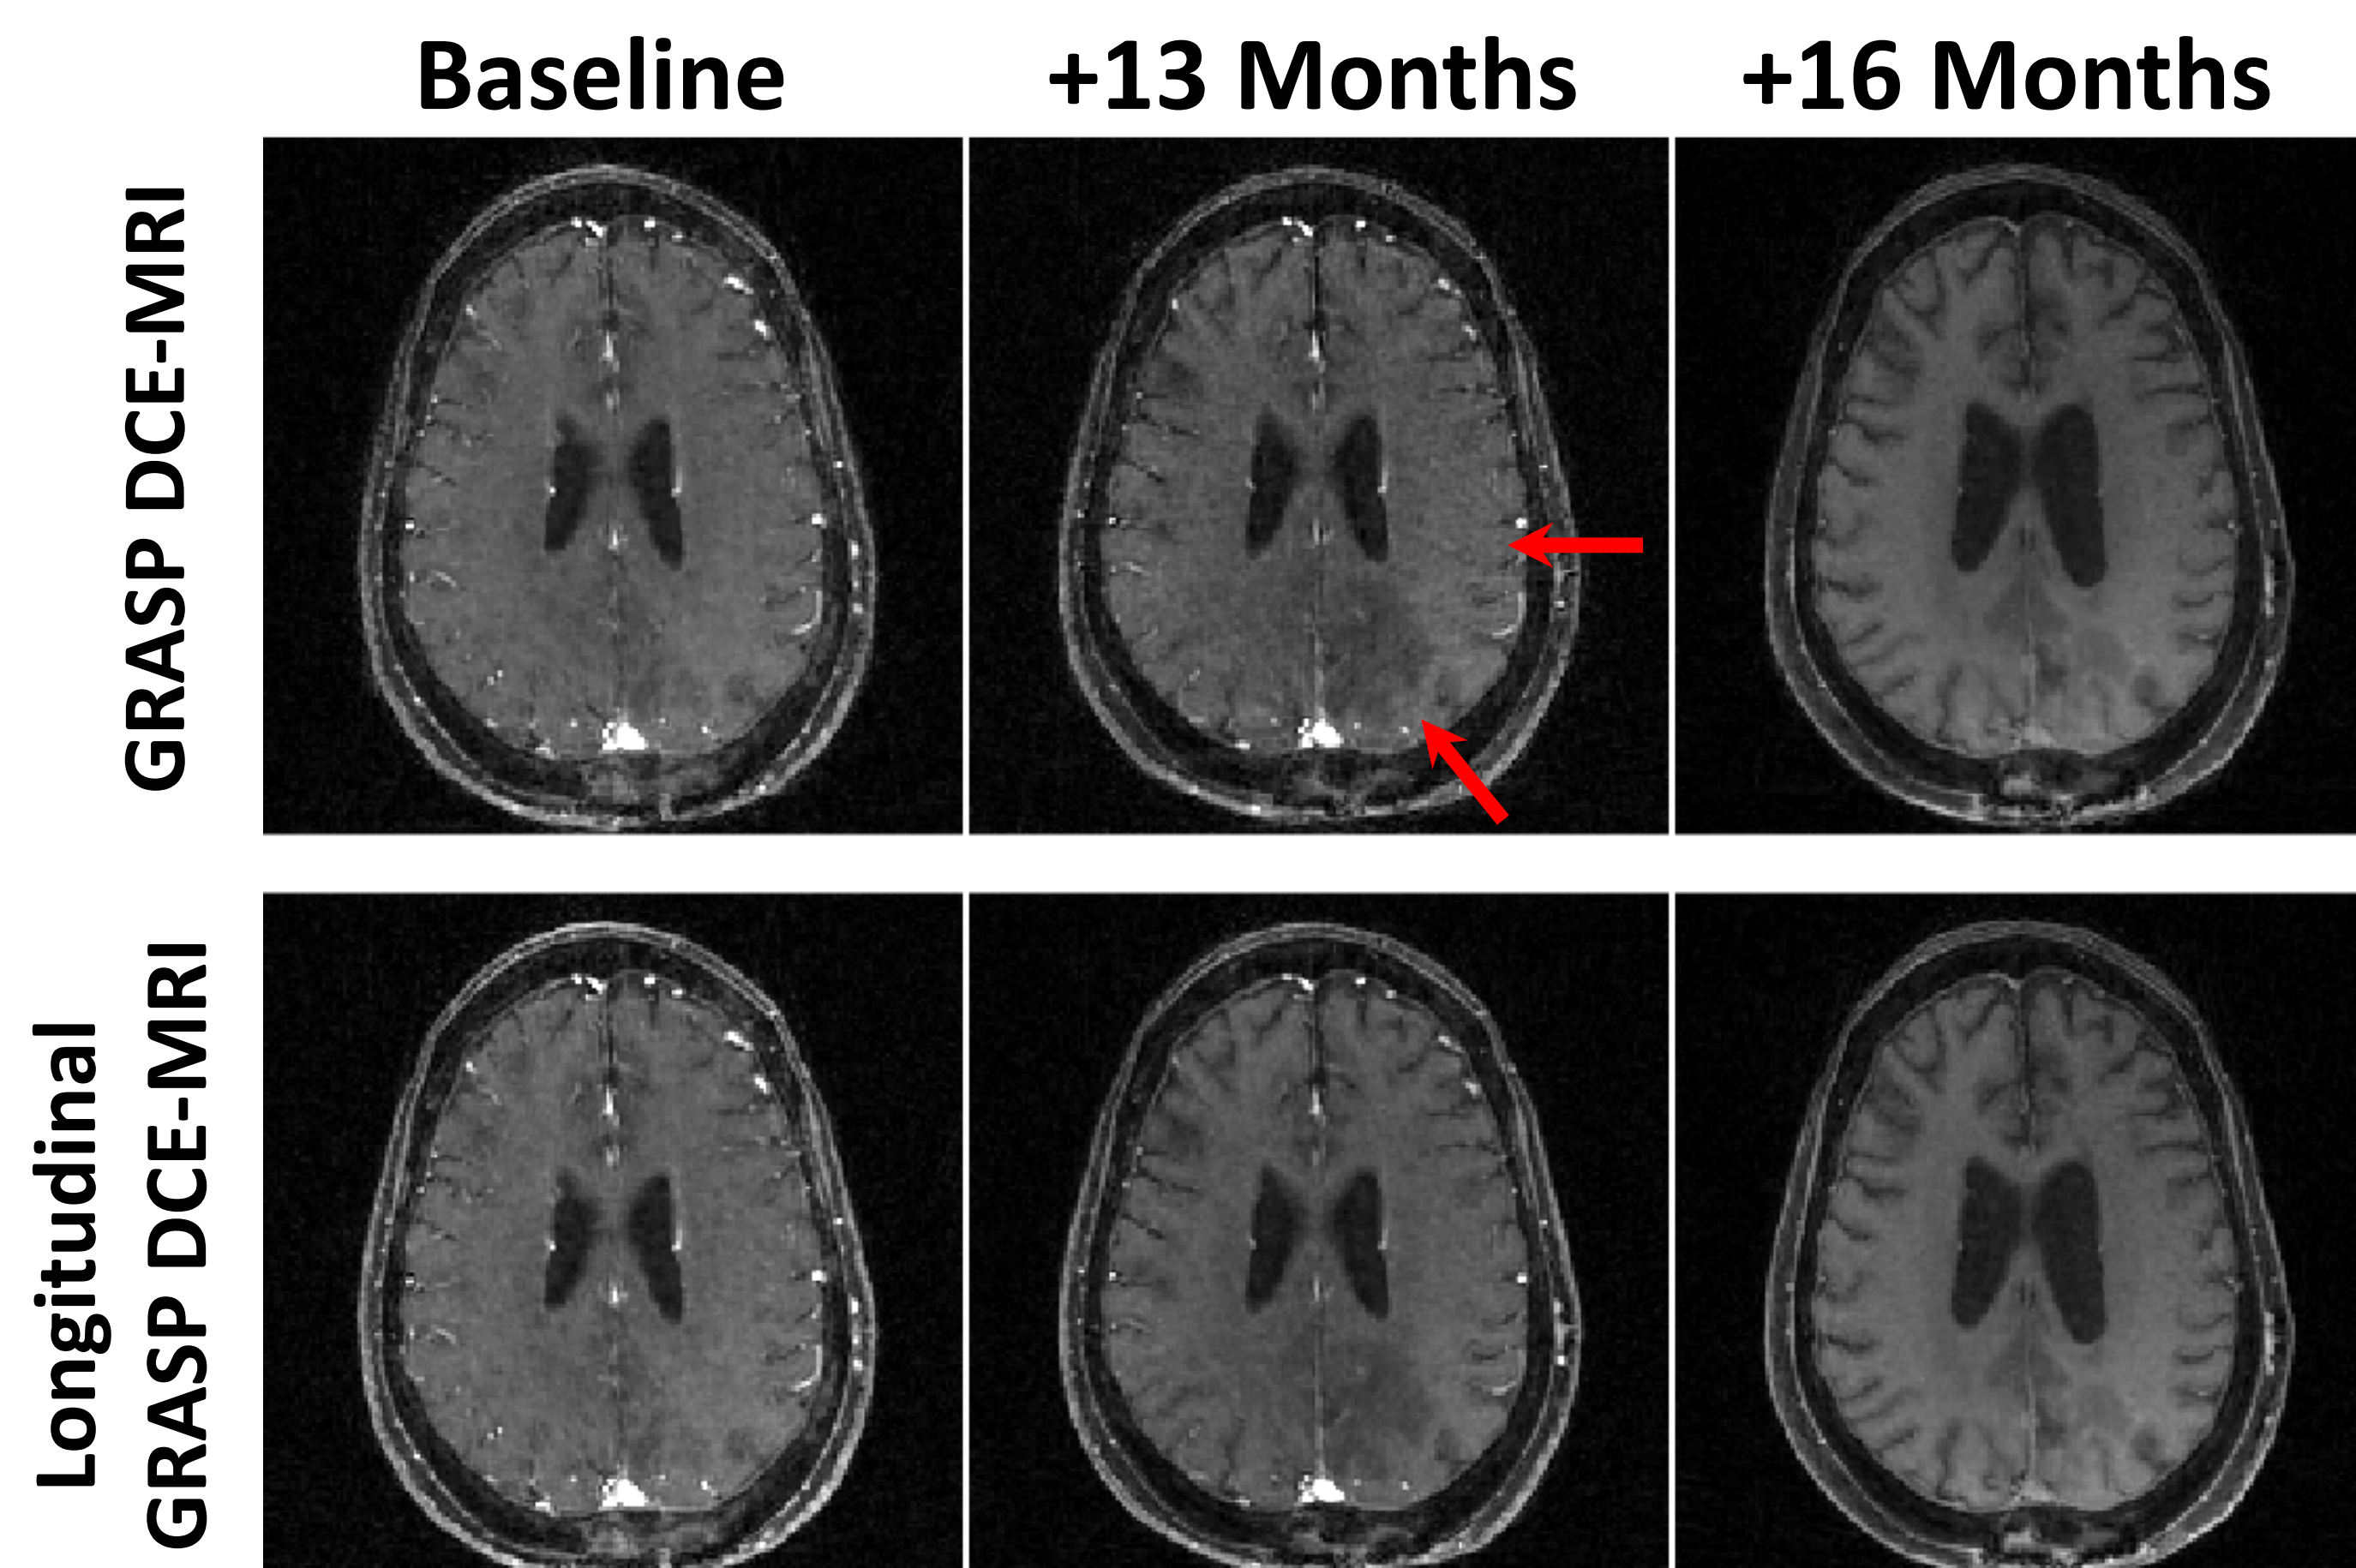 Baseline
+13 Months
+16 Months
GRASP DCE-MRI
Longitudinal
GRASP DCE-MRI